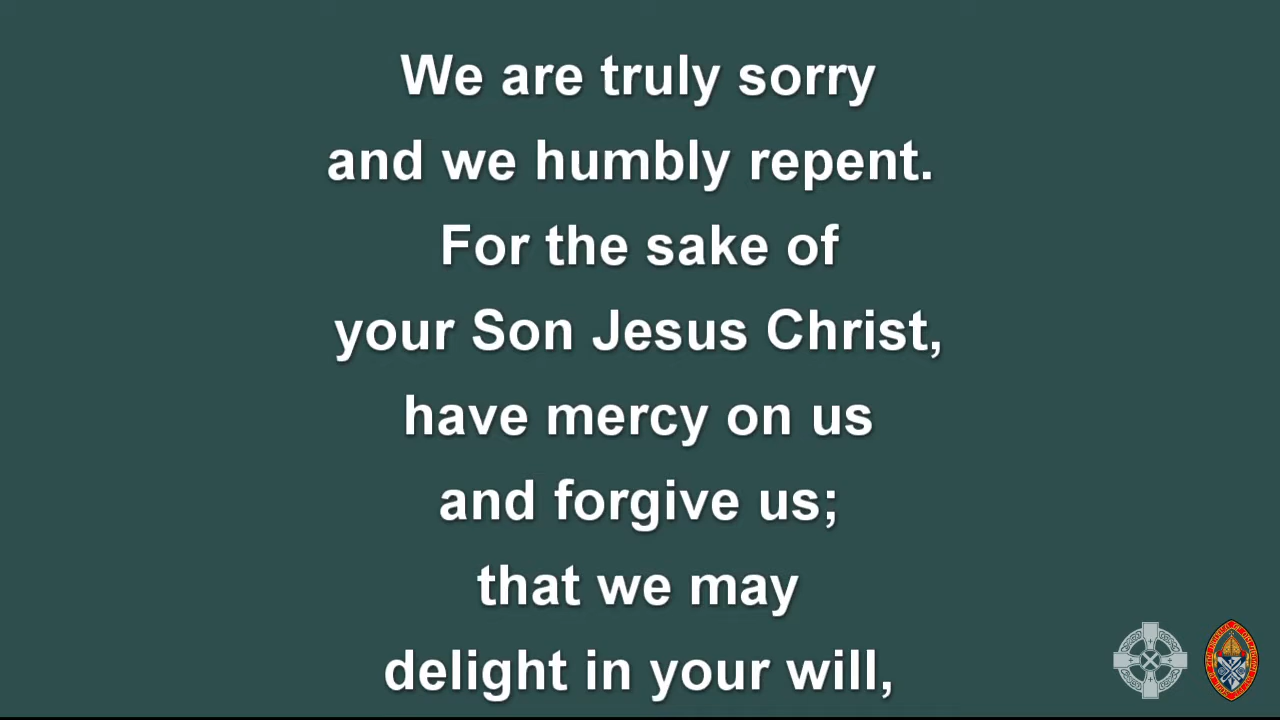 We are truly sorry
and we humbly repent.
For the sake of
your Son Jesus Christ,
have mercy on us
and forgive us;
that we may
delight in your will,